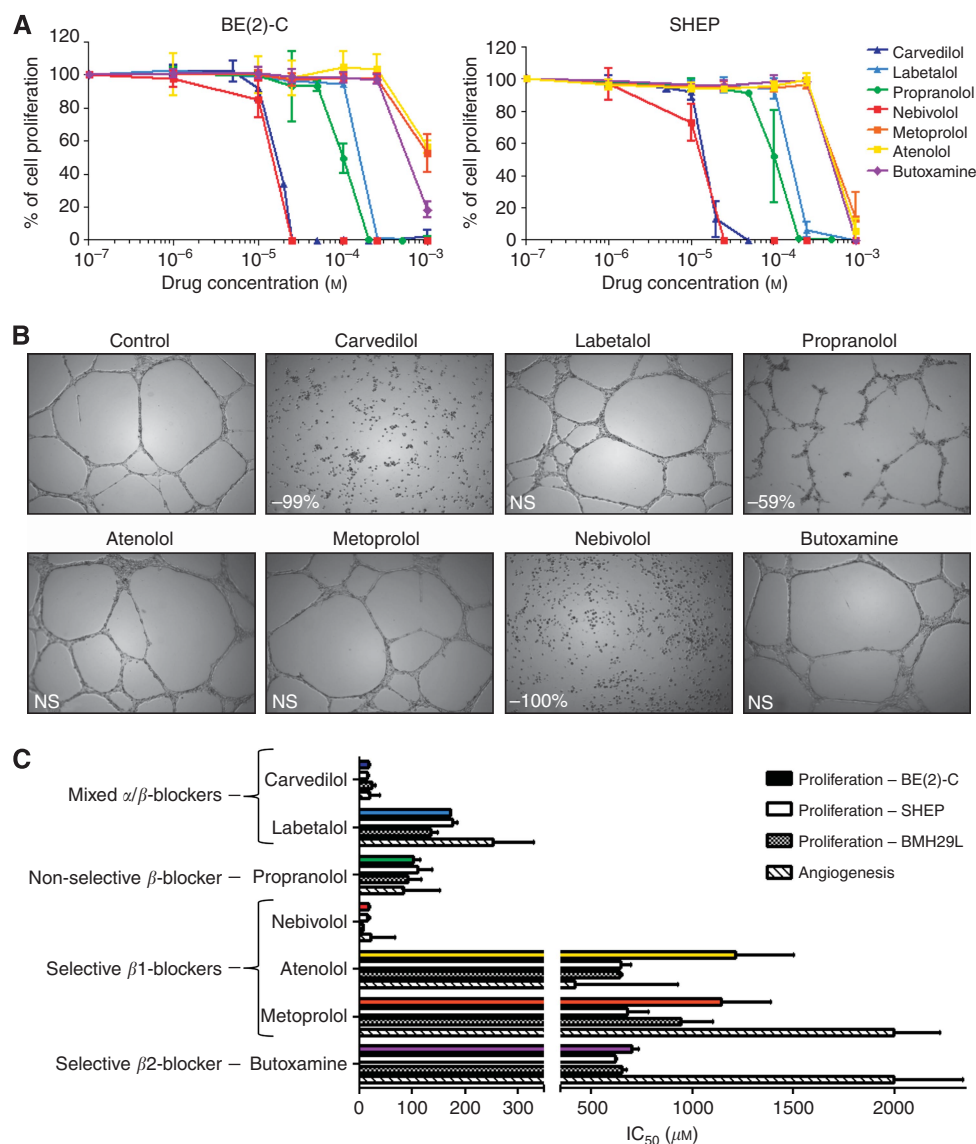 A
BE(2)-C
SHEP
% of cell proliferation
120
100
80
60
40
20
0
10⁻⁷
10⁻⁶
10⁻⁵
10⁻⁴
10⁻³
Drug concentration (M)
% of cell proliferation
120
100
80
60
40
20
0
10⁻⁷
10⁻⁶
10⁻⁵
10⁻⁴
10⁻³
Drug concentration (M)
Carvedilol
Labetalol
Propranolol
Nebivolol
Metoprolol
Atenolol
Butoxamine
B
Control
Carvedilol
Labetalol
Propranolol
–99%
NS
–59%
Atenolol
Metoprolol
Nebivolol
Butoxamine
NS
NS
–100%
NS
C
Mixed α/β-blockers
Carvedilol
Labetalol
Non-selective β-blocker – Propranolol
Selective β1-blockers
Nebivolol
Atenolol
Metoprolol
Selective β2-blocker – Butoxamine
Proliferation – BE(2)-C
Proliferation – SHEP
Proliferation – BMH29L
Angiogenesis
0
100
200
300
500
1000
1500
2000
IC₅₀ (μM)